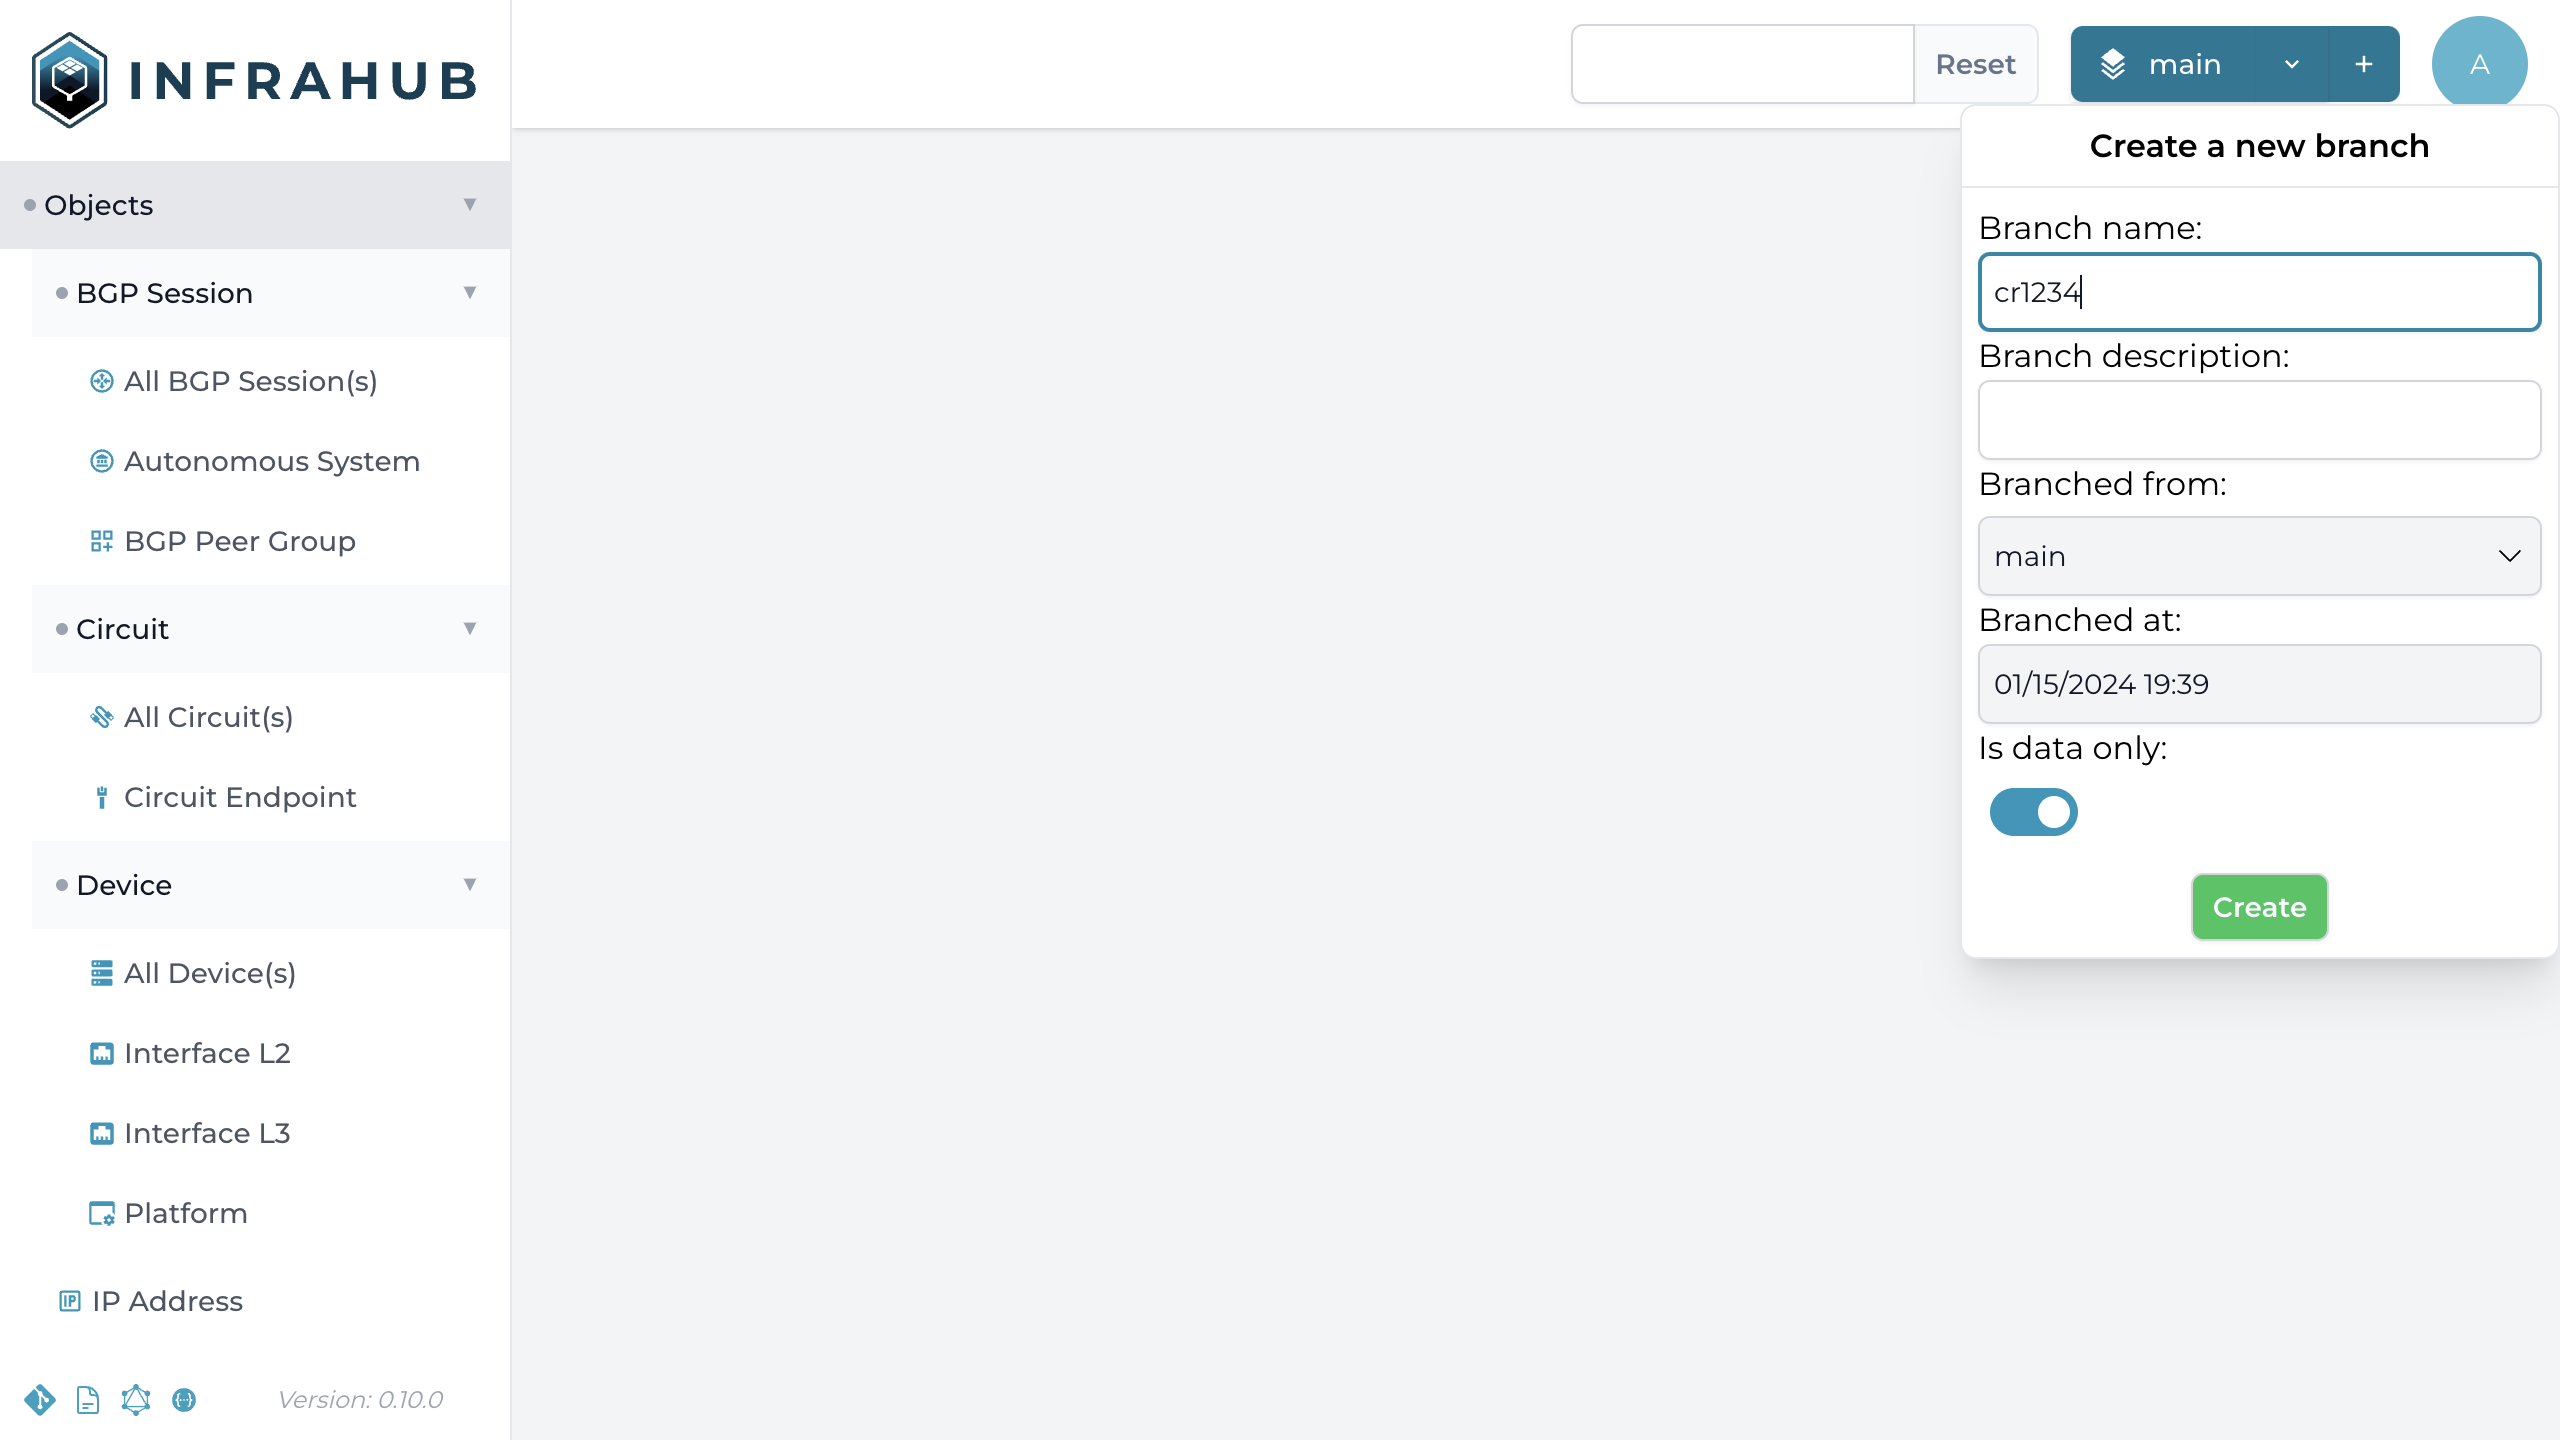 INFRAHUB
Reset
main
+
A
Objects
BGP Session
All BGP Session(s)
Autonomous System
BGP Peer Group
Circuit
All Circuit(s)
Circuit Endpoint
Device
All Device(s)
Interface L2
Interface L3
Platform
IP Address
Version: 0.10.0
Create a new branch
Branch name:
cr1234
Branch description:
Branched from:
main
Branched at:
01/15/2024 19:39
Is data only:
Create